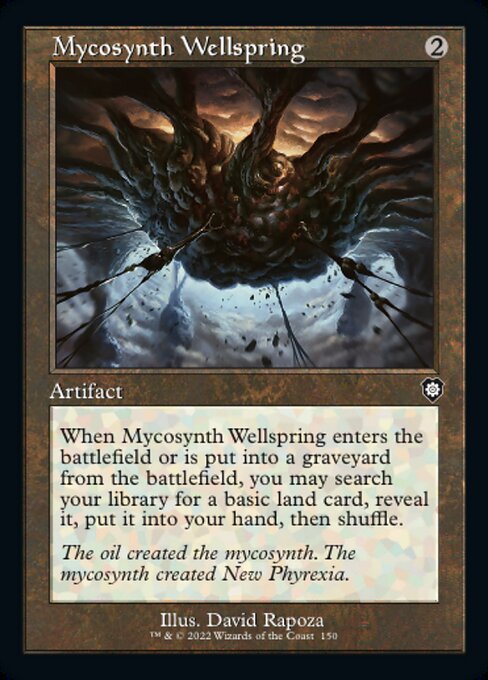 Mycosynth Wellspring 2
Artifact
When Mycosynth Wellspring enters the
battlefield or is put into a graveyard
from the battlefield, you may search
your library for a basic land card, reveal
it, put it into your hand, then shuffle.
The oil created the mycosynth. The
mycosynth created New Phyrexia.
Illus. David Rapoza
™ & © 2022 Wizards of the Coast 150